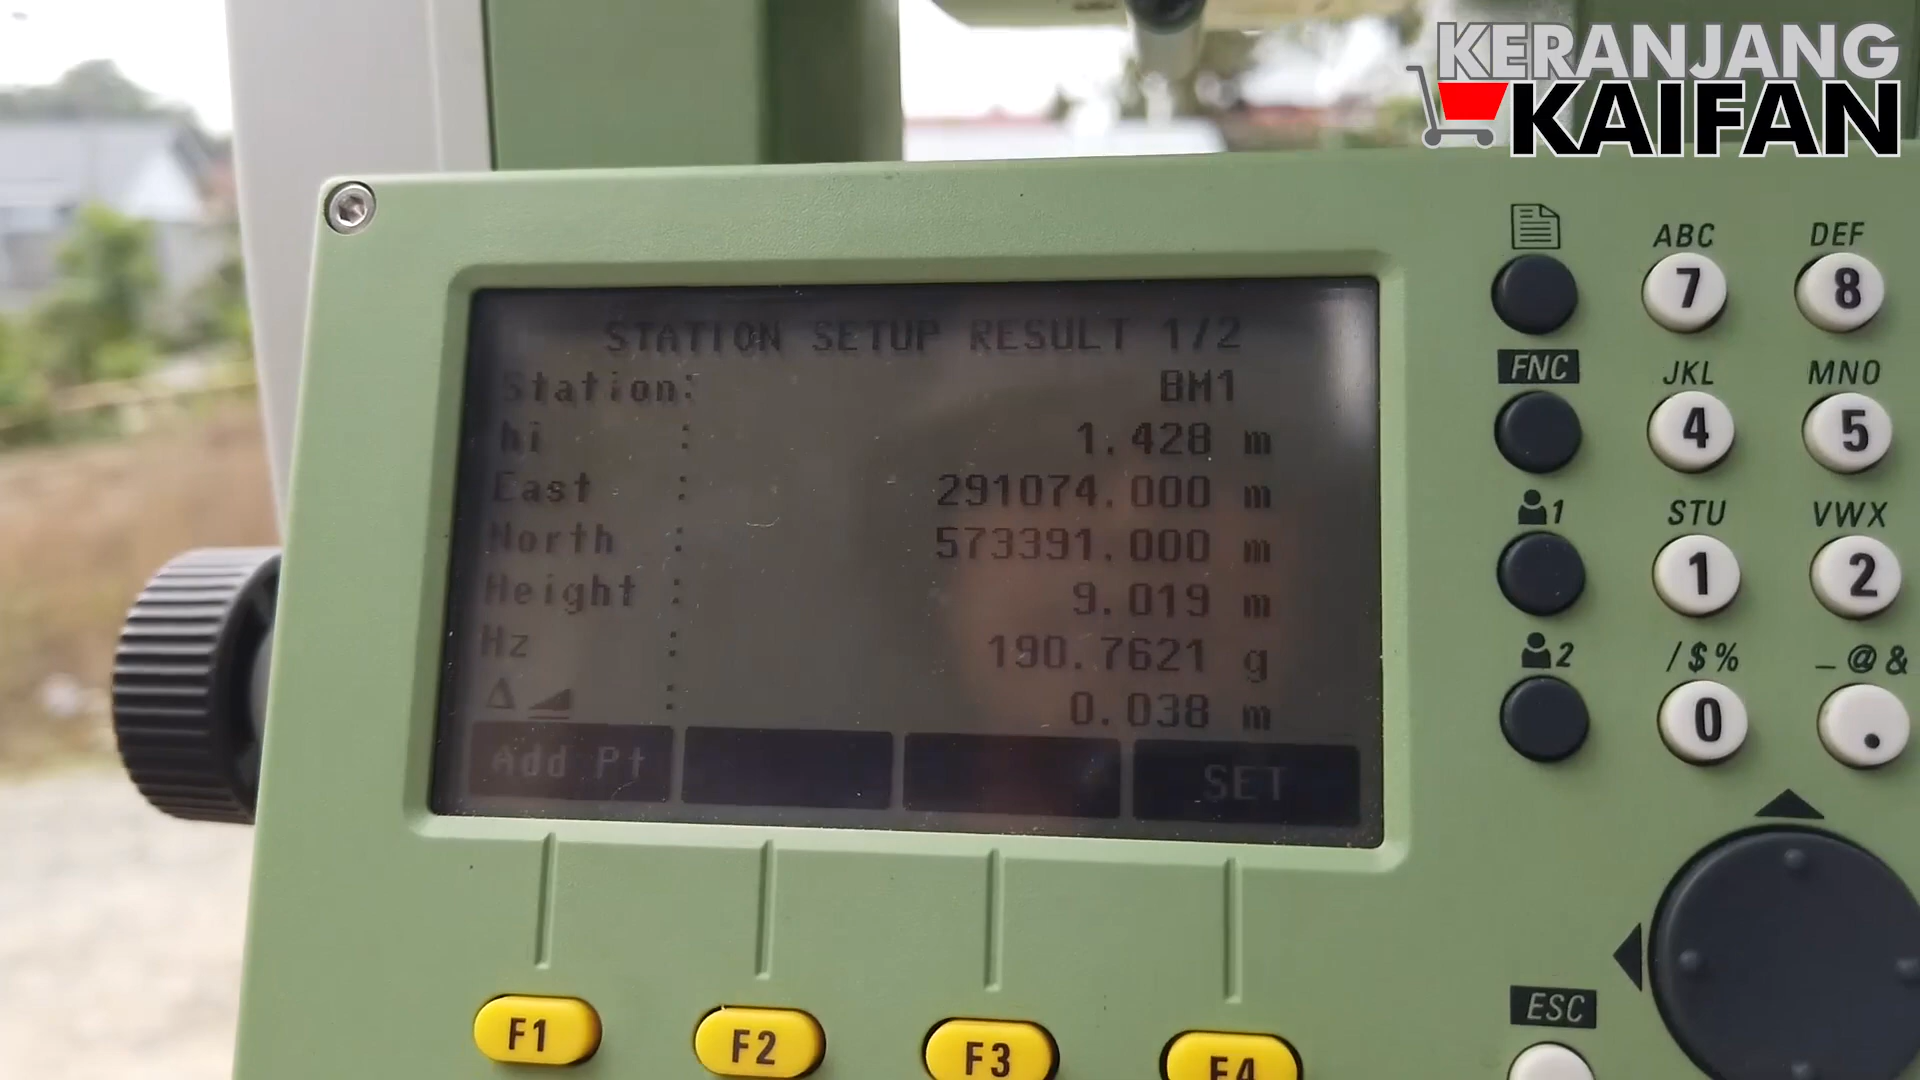 KERANJANG
KAIFAN
STATION SETUP RESULT 1/2
Station: BM1
hi : 1.428 m
East : 291074.000 m
North : 573391.000 m
Height : 9.019 m
Hz : 190.7621 g
Δ◢ : 0.038 m
Add Pt SET
F1 F2 F3 F4
ABC DEF
7 8
FNC JKL MNO
4 5
1 STU VWX
1 2
2 /$% _@&
0 .
ESC